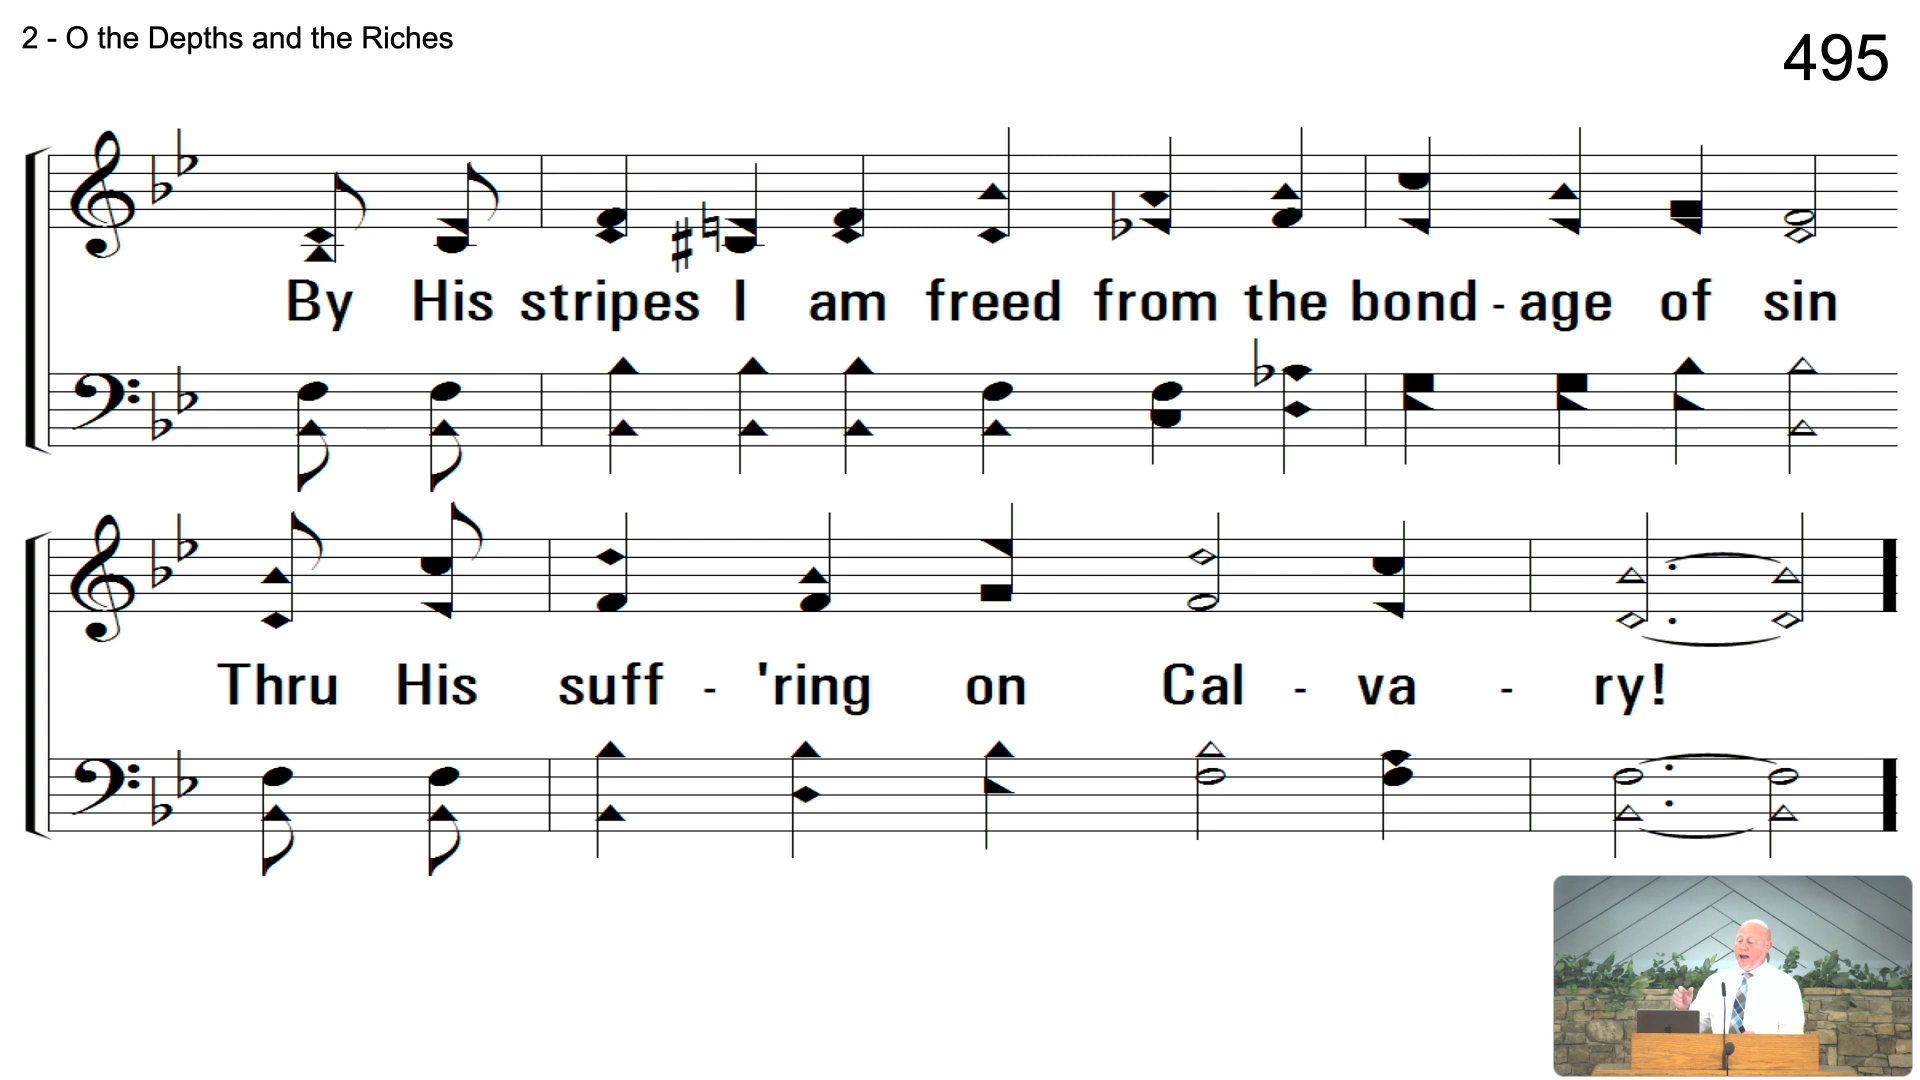 2 - O the Depths and the Riches
495
By His stripes I am freed from the bond - age of sin
Thru His suff - 'ring on Cal - va - ry!